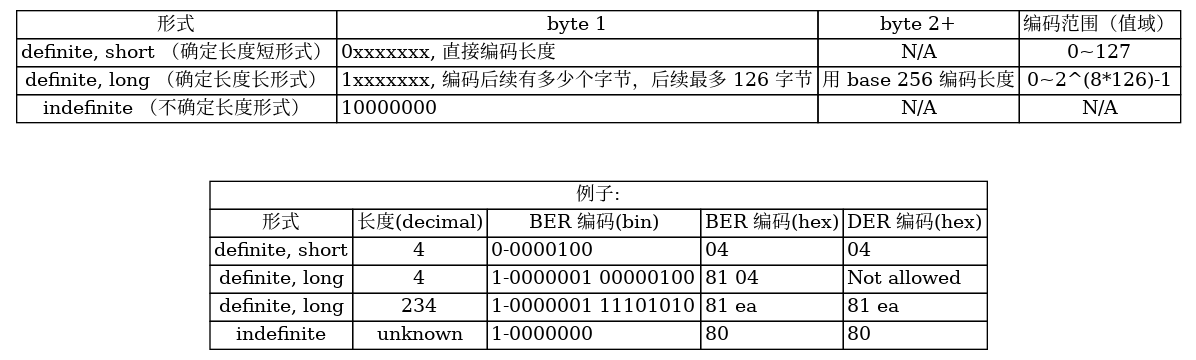 形式 byte 1 byte 2+ 编码范围（值域）
definite, short （确定长度短形式） 0xxxxxxx, 直接编码长度 N/A 0~127
definite, long （确定长度长形式） 1xxxxxxx, 编码后续有多少个字节，后续最多 126 字节 用 base 256 编码长度 0~2^(8*126)-1
indefinite （不确定长度形式） 10000000 N/A N/A
例子:
形式 长度(decimal) BER 编码(bin) BER 编码(hex) DER 编码(hex)
definite, short 4 0-0000100 04 04
definite, long 4 1-0000001 00000100 81 04 Not allowed
definite, long 234 1-0000001 11101010 81 ea 81 ea
indefinite unknown 1-0000000 80 80